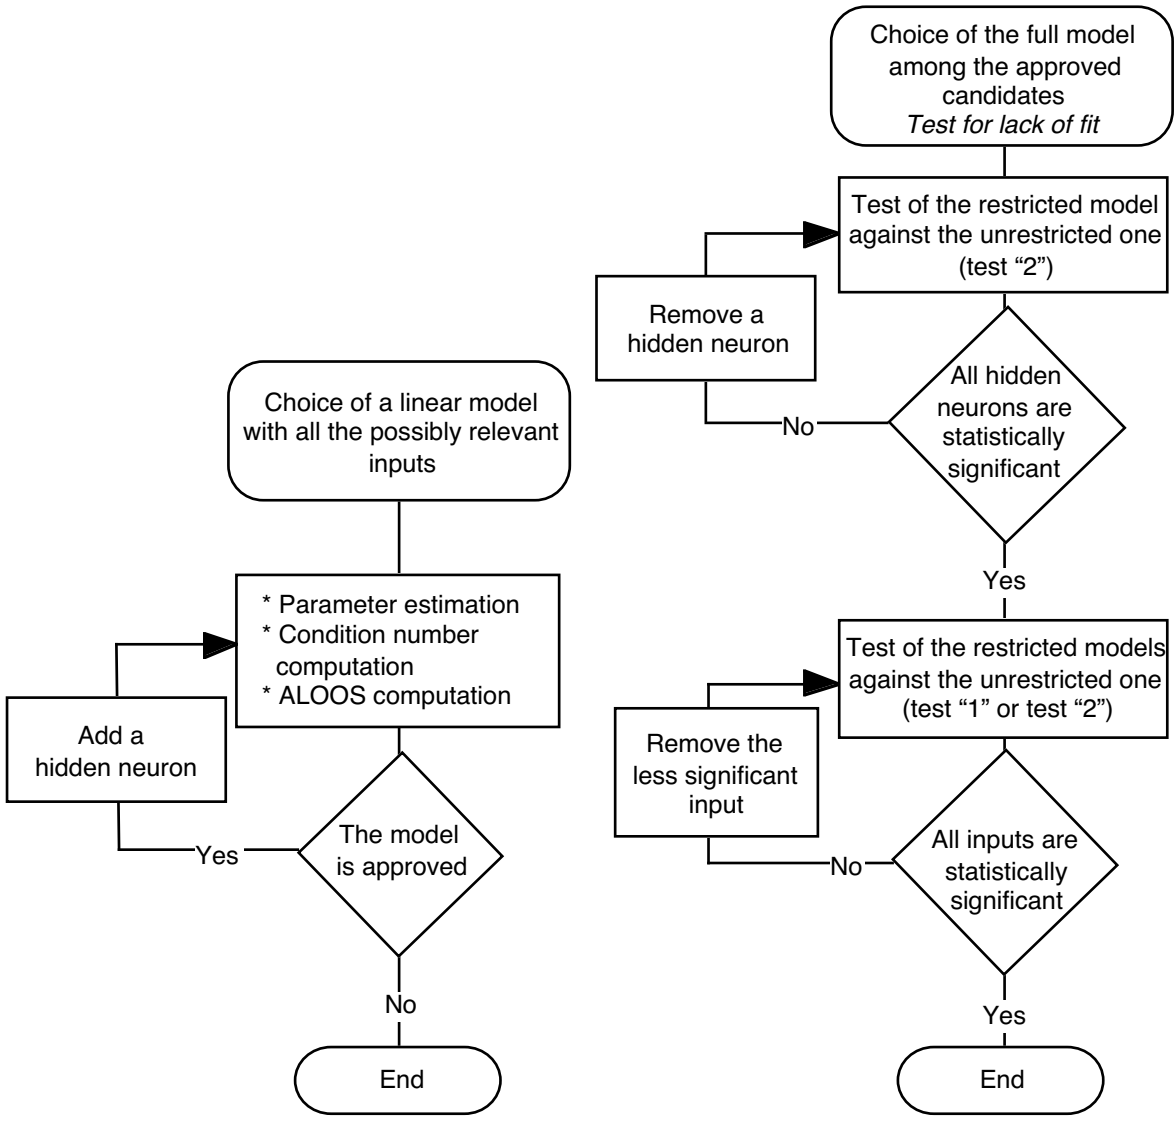 Choice of a linear model
with all the possibly relevant
inputs
* Parameter estimation
* Condition number
computation
* ALOOS computation
Add a
hidden neuron
The model
is approved
Yes
No
End
Choice of the full model
among the approved
candidates
Test for lack of fit
Test of the restricted model
against the unrestricted one
(test “2”)
Remove a
hidden neuron
All hidden
neurons are
statistically
significant
No
Yes
Test of the restricted models
against the unrestricted one
(test “1” or test “2”)
Remove the
less significant
input
All inputs are
statistically
significant
No
Yes
End